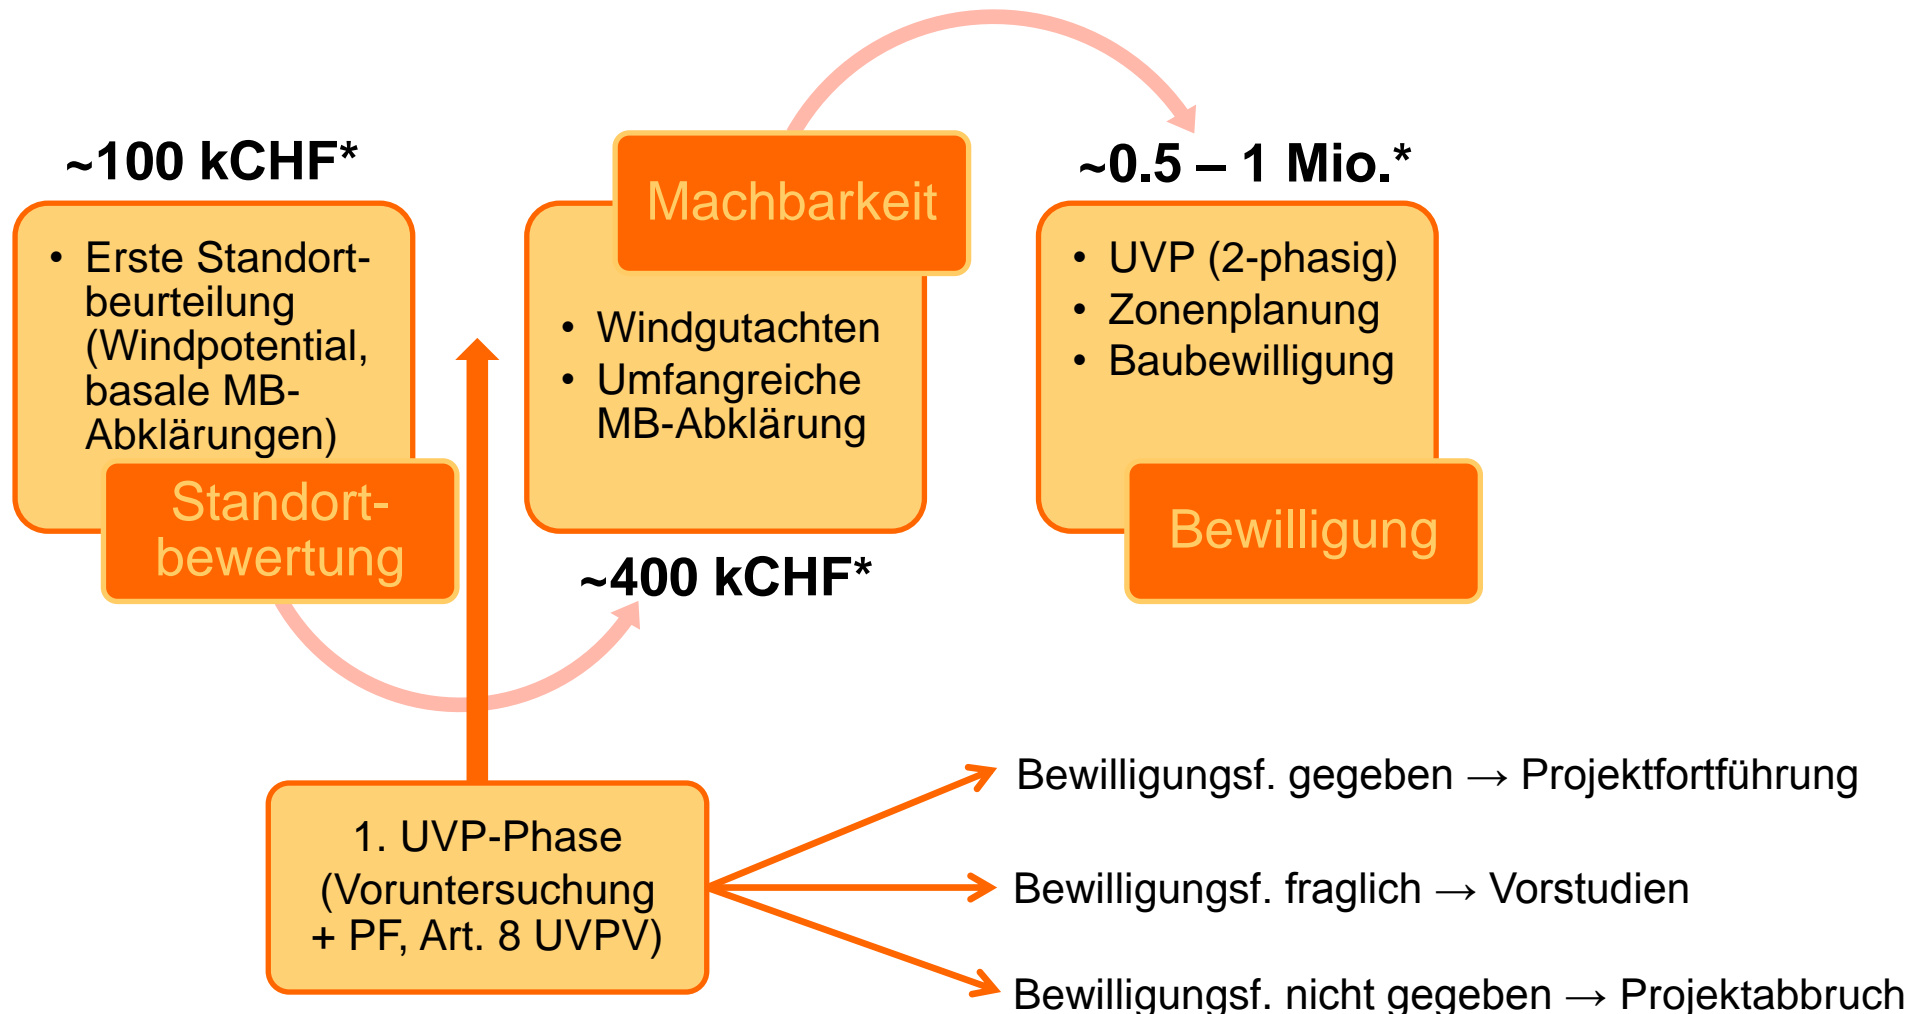 ~100 kCHF*
• Erste Standort-
beurteilung
(Windpotential,
basale MB-
Abklärungen)
Standort-
bewertung
Machbarkeit
• Windgutachten
• Umfangreiche
MB-Abklärung
~400 kCHF*
~0.5 – 1 Mio.*
• UVP (2-phasig)
• Zonenplanung
• Baubewilligung
Bewilligung
1. UVP-Phase
(Voruntersuchung
+ PF, Art. 8 UVPV)
Bewilligungsf. gegeben → Projektfortführung
Bewilligungsf. fraglich → Vorstudien
Bewilligungsf. nicht gegeben → Projektabbruch